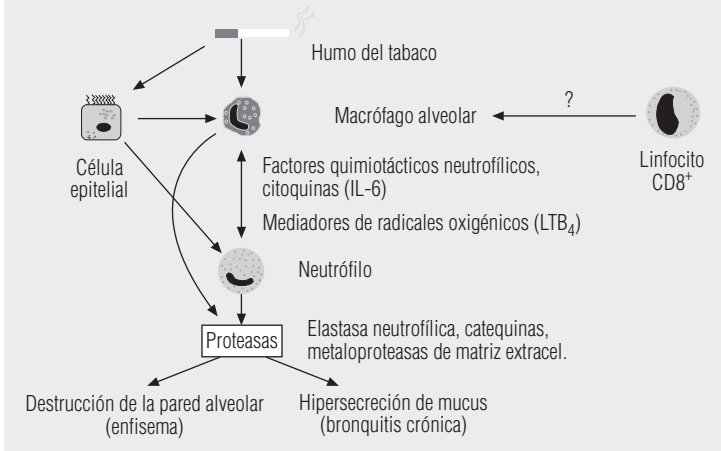 Humo del tabaco
Macrófago alveolar
?
Célula
epitelial
Linfocito
CD8+
Factores quimiotácticos neutrofílicos,
citoquinas (IL-6)
Mediadores de radicales oxigénicos (LTB4)
Neutrófilo
Proteasas
Elastasa neutrofílica, catequinas,
metaloproteasas de matriz extracel.
Destrucción de la pared alveolar
(enfisema)
Hipersecreción de mucus
(bronquitis crónica)